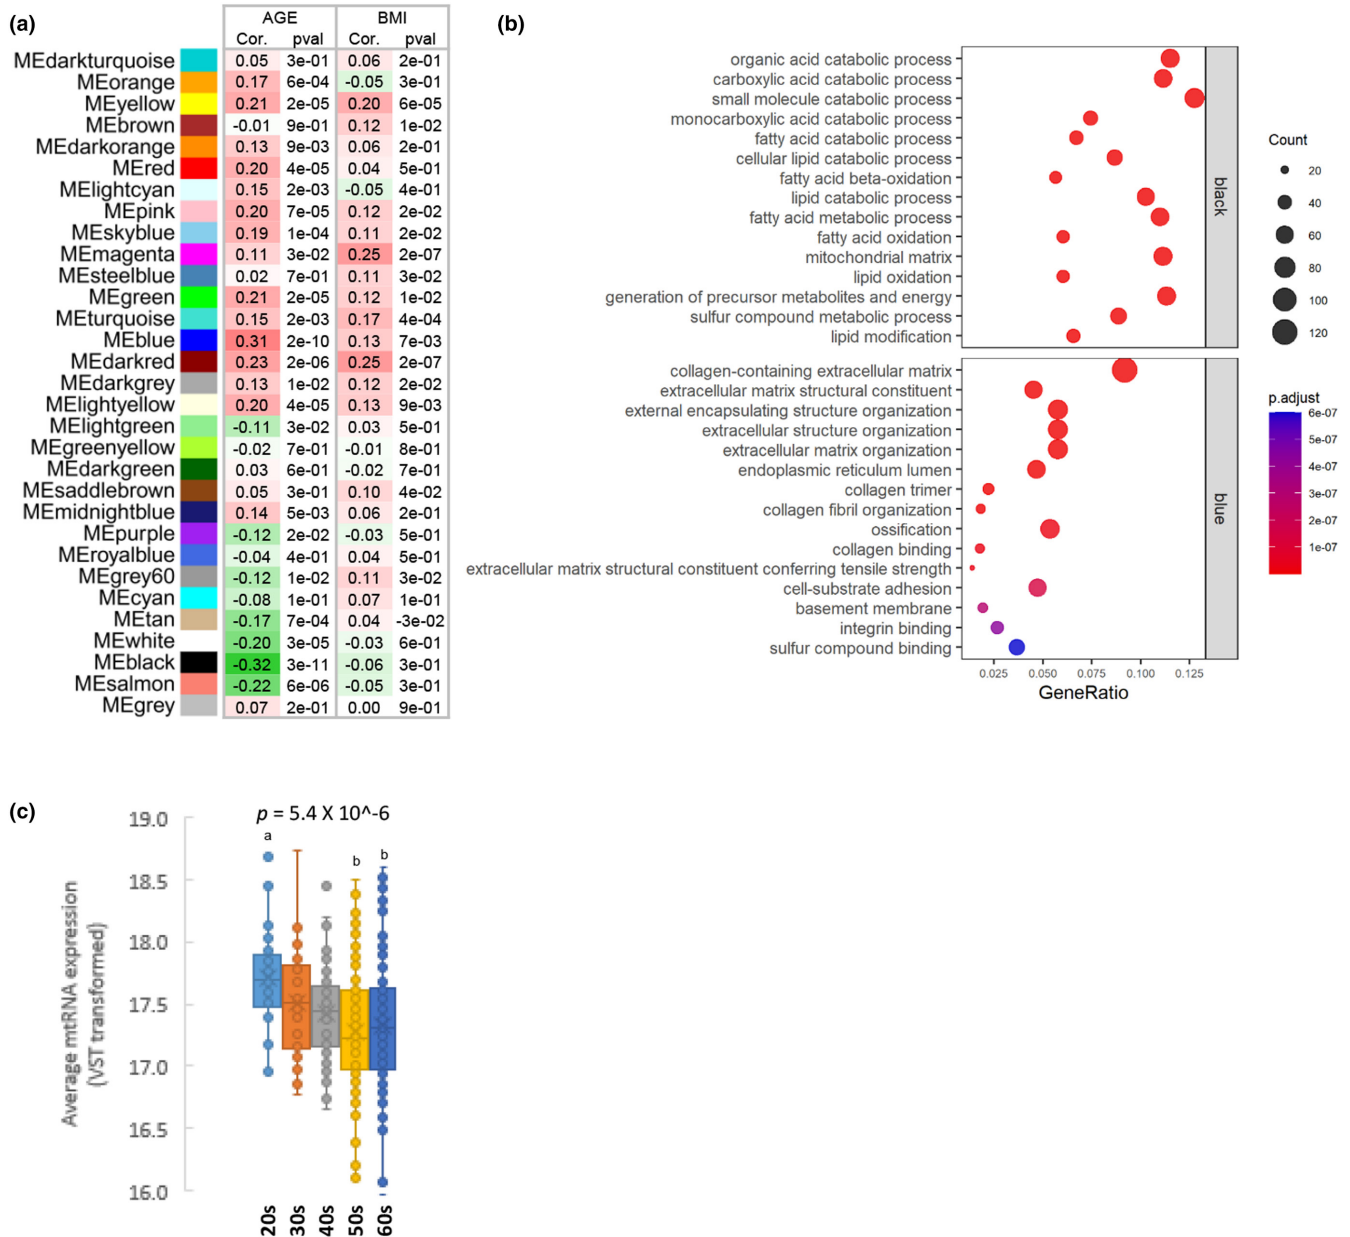 (a)
AGE BMI
Cor. pval Cor. pval
MEdarkturquoise 0.05 3e-01 0.06 2e-01
MEorange 0.17 6e-04 -0.05 3e-01
MEyellow 0.21 2e-05 0.20 6e-05
MEbrown -0.01 9e-01 0.12 1e-02
MEdarkorange 0.13 9e-03 0.06 2e-01
MEred 0.20 4e-05 0.04 5e-01
MElightcyan 0.15 2e-03 -0.05 4e-01
MEpink 0.20 7e-05 0.12 2e-02
MEskyblue 0.19 1e-04 0.11 2e-02
MEmagenta 0.11 3e-02 0.25 2e-07
MEsteelblue 0.02 7e-01 0.11 3e-02
MEgreen 0.21 2e-05 0.12 1e-02
MEturquoise 0.15 2e-03 0.17 4e-04
MEblue 0.31 2e-10 0.13 7e-03
MEdarkred 0.23 2e-06 0.25 2e-07
MEdarkgrey 0.13 1e-02 0.12 2e-02
MElightyellow 0.20 4e-05 0.13 9e-03
MElightgreen -0.11 3e-02 0.03 5e-01
MEgreenyellow -0.02 7e-01 -0.01 8e-01
MEdarkgreen 0.03 6e-01 -0.02 7e-01
MEsaddlebrown 0.05 3e-01 0.10 4e-02
MEmidnightblue 0.14 5e-03 0.06 2e-01
MEpurple -0.12 2e-02 -0.03 5e-01
MEroyalblue -0.04 4e-01 0.04 5e-01
MEgrey60 -0.12 1e-02 0.11 3e-02
MEcyan -0.08 1e-01 0.07 1e-01
MEtan -0.17 7e-04 0.04 -3e-02
MEwhite -0.20 3e-05 -0.03 6e-01
MEblack -0.32 3e-11 -0.06 3e-01
MEsalmon -0.22 6e-06 -0.05 3e-01
MEgrey 0.07 2e-01 0.00 9e-01
(b)
organic acid catabolic process
carboxylic acid catabolic process
small molecule catabolic process
monocarboxylic acid catabolic process
fatty acid catabolic process
cellular lipid catabolic process
fatty acid beta-oxidation
lipid catabolic process
fatty acid metabolic process
fatty acid oxidation
mitochondrial matrix
lipid oxidation
generation of precursor metabolites and energy
sulfur compound metabolic process
lipid modification
black
collagen-containing extracellular matrix
extracellular matrix structural constituent
external encapsulating structure organization
extracellular structure organization
extracellular matrix organization
endoplasmic reticulum lumen
collagen trimer
collagen fibril organization
ossification
collagen binding
extracellular matrix structural constituent conferring tensile strength
cell-substrate adhesion
basement membrane
integrin binding
sulfur compound binding
blue
0.025 0.050 0.075 0.100 0.125
GeneRatio
Count
20
40
60
80
100
120
p.adjust
6e-07
5e-07
4e-07
3e-07
2e-07
1e-07
(c)
p = 5.4 X 10^-6
a
b b
Average mtRNA expression
(VST transformed)
19.0
18.5
18.0
17.5
17.0
16.5
16.0
20s 30s 40s 50s 60s